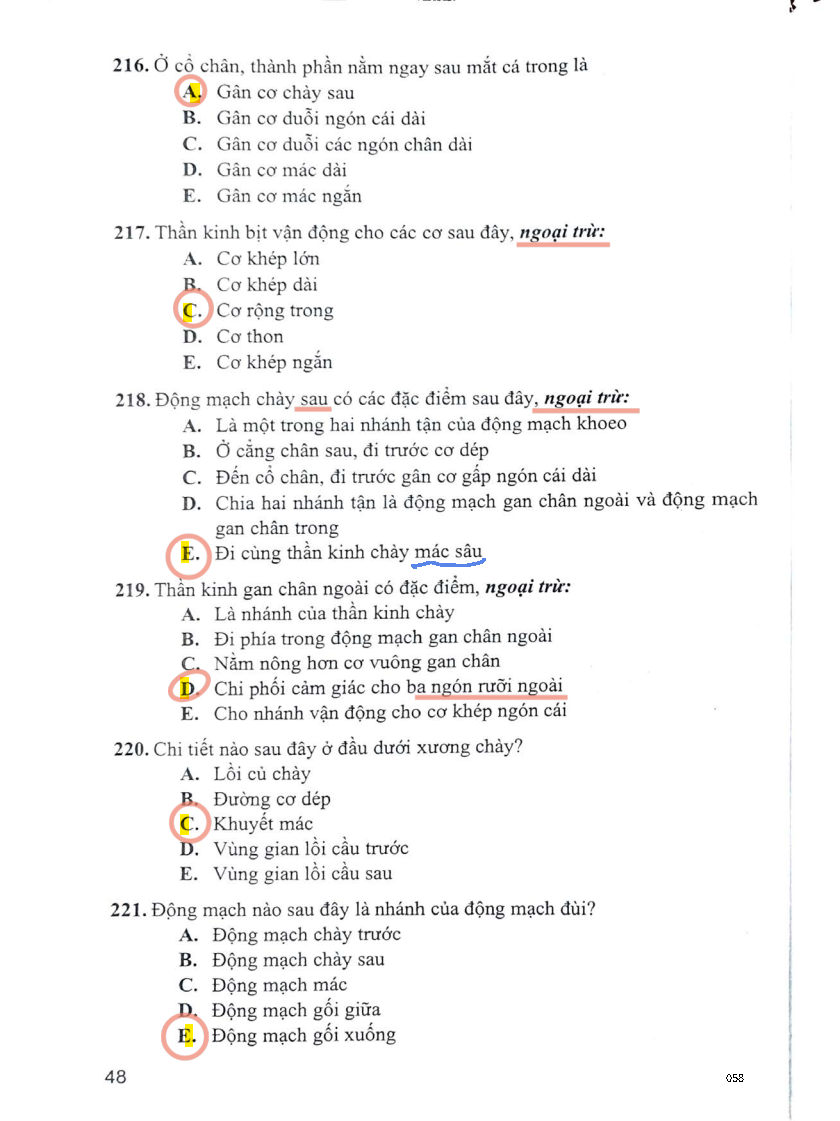 216. Ở cổ chân, thành phần nằm ngay sau mắt cá trong là
A. Gân cơ chày sau
B. Gân cơ duỗi ngón cái dài
C. Gân cơ duỗi các ngón chân dài
D. Gân cơ mác dài
E. Gân cơ mác ngắn
217. Thần kinh bịt vận động cho các cơ sau đây, ngoại trừ:
A. Cơ khép lớn
B. Cơ khép dài
C. Cơ rộng trong
D. Cơ thon
E. Cơ khép ngắn
218. Động mạch chày sau có các đặc điểm sau đây, ngoại trừ:
A. Là một trong hai nhánh tận của động mạch khoeo
B. Ở cẳng chân sau, đi trước cơ dép
C. Đến cổ chân, đi trước gân cơ gấp ngón cái dài
D. Chia hai nhánh tận là động mạch gan chân ngoài và động mạch
gan chân trong
E. Đi cùng thần kinh chày mác sâu
219. Thần kinh gan chân ngoài có đặc điểm, ngoại trừ:
A. Là nhánh của thần kinh chày
B. Đi phía trong động mạch gan chân ngoài
C. Nằm nông hơn cơ vuông gan chân
D. Chi phối cảm giác cho ba ngón rưỡi ngoài
E. Cho nhánh vận động cho cơ khép ngón cái
220. Chi tiết nào sau đây ở đầu dưới xương chày?
A. Lồi củ chày
B. Đường cơ dép
C. Khuyết mác
D. Vùng gian lồi cầu trước
E. Vùng gian lồi cầu sau
221. Động mạch nào sau đây là nhánh của động mạch đùi?
A. Động mạch chày trước
B. Động mạch chày sau
C. Động mạch mác
D. Động mạch gối giữa
E. Động mạch gối xuống
48
058